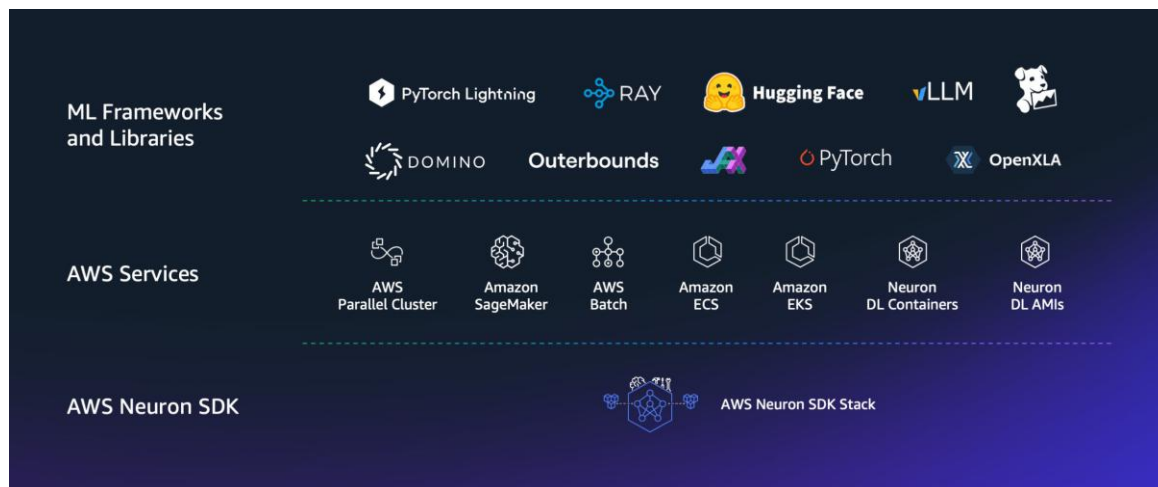 ML Frameworks
and Libraries
PyTorch Lightning
RAY
Hugging Face
vLLM
DOMINO
Outerbounds
JAX
PyTorch
OpenXLA
AWS Services
AWS
Parallel Cluster
Amazon
SageMaker
AWS
Batch
Amazon
ECS
Amazon
EKS
Neuron
DL Containers
Neuron
DL AMIs
AWS Neuron SDK
AWS Neuron SDK Stack